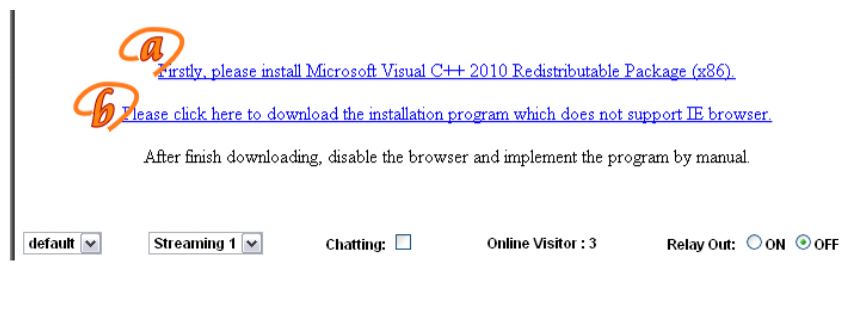 a
Firstly, please install Microsoft Visual C++ 2010 Redistributable Package (x86).
b
Please click here to download the installation program which does not support IE browser.
After finish downloading, disable the browser and implement the program by manual.
default Streaming 1 Chatting: Online Visitor : 3 Relay Out: ON OFF